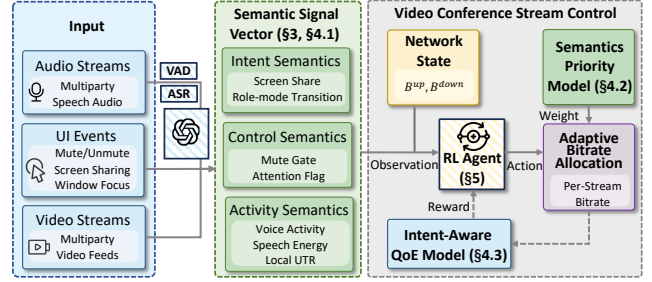 Input
Audio Streams
Multiparty
Speech Audio
UI Events
Mute/Unmute
Screen Sharing
Window Focus
Video Streams
Multiparty
Video Feeds
VAD
ASR
Semantic Signal
Vector (§3, §4.1)
Intent Semantics
Screen Share
Role-mode Transition
Control Semantics
Mute Gate
Attention Flag
Activity Semantics
Voice Activity
Speech Energy
Local UTR
Video Conference Stream Control
Network
State
B^up, B^down
Semantics
Priority
Model (§4.2)
Weight
Observation
RL Agent
(§5)
Action
Adaptive
Bitrate
Allocation
Per-Stream
Bitrate
Reward
Intent-Aware
QoE Model (§4.3)